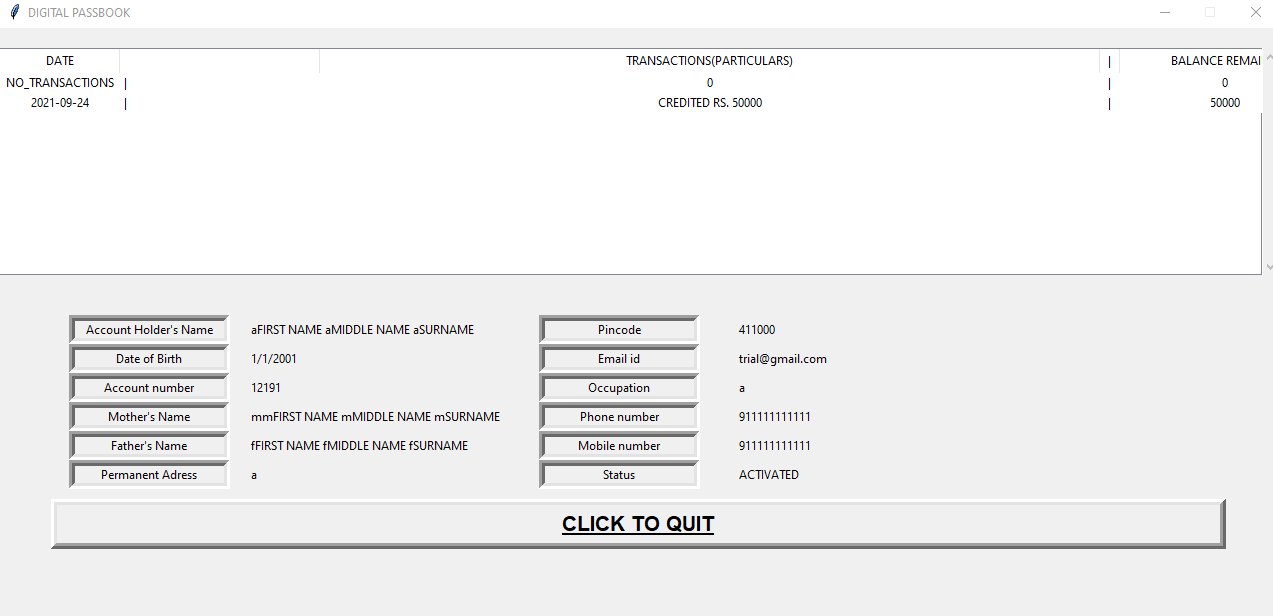 DIGITAL PASSBOOK
DATE TRANSACTIONS(PARTICULARS) | BALANCE REMAI
NO_TRANSACTIONS | 0 | 0
2021-09-24 | CREDITED RS. 50000 | 50000
Account Holder's Name aFIRST NAME aMIDDLE NAME aSURNAME Pincode 411000
Date of Birth 1/1/2001 Email id trial@gmail.com
Account number 12191 Occupation a
Mother's Name mmFIRST NAME mMIDDLE NAME mSURNAME Phone number 911111111111
Father's Name fFIRST NAME fMIDDLE NAME fSURNAME Mobile number 911111111111
Permanent Adress a Status ACTIVATED
CLICK TO QUIT